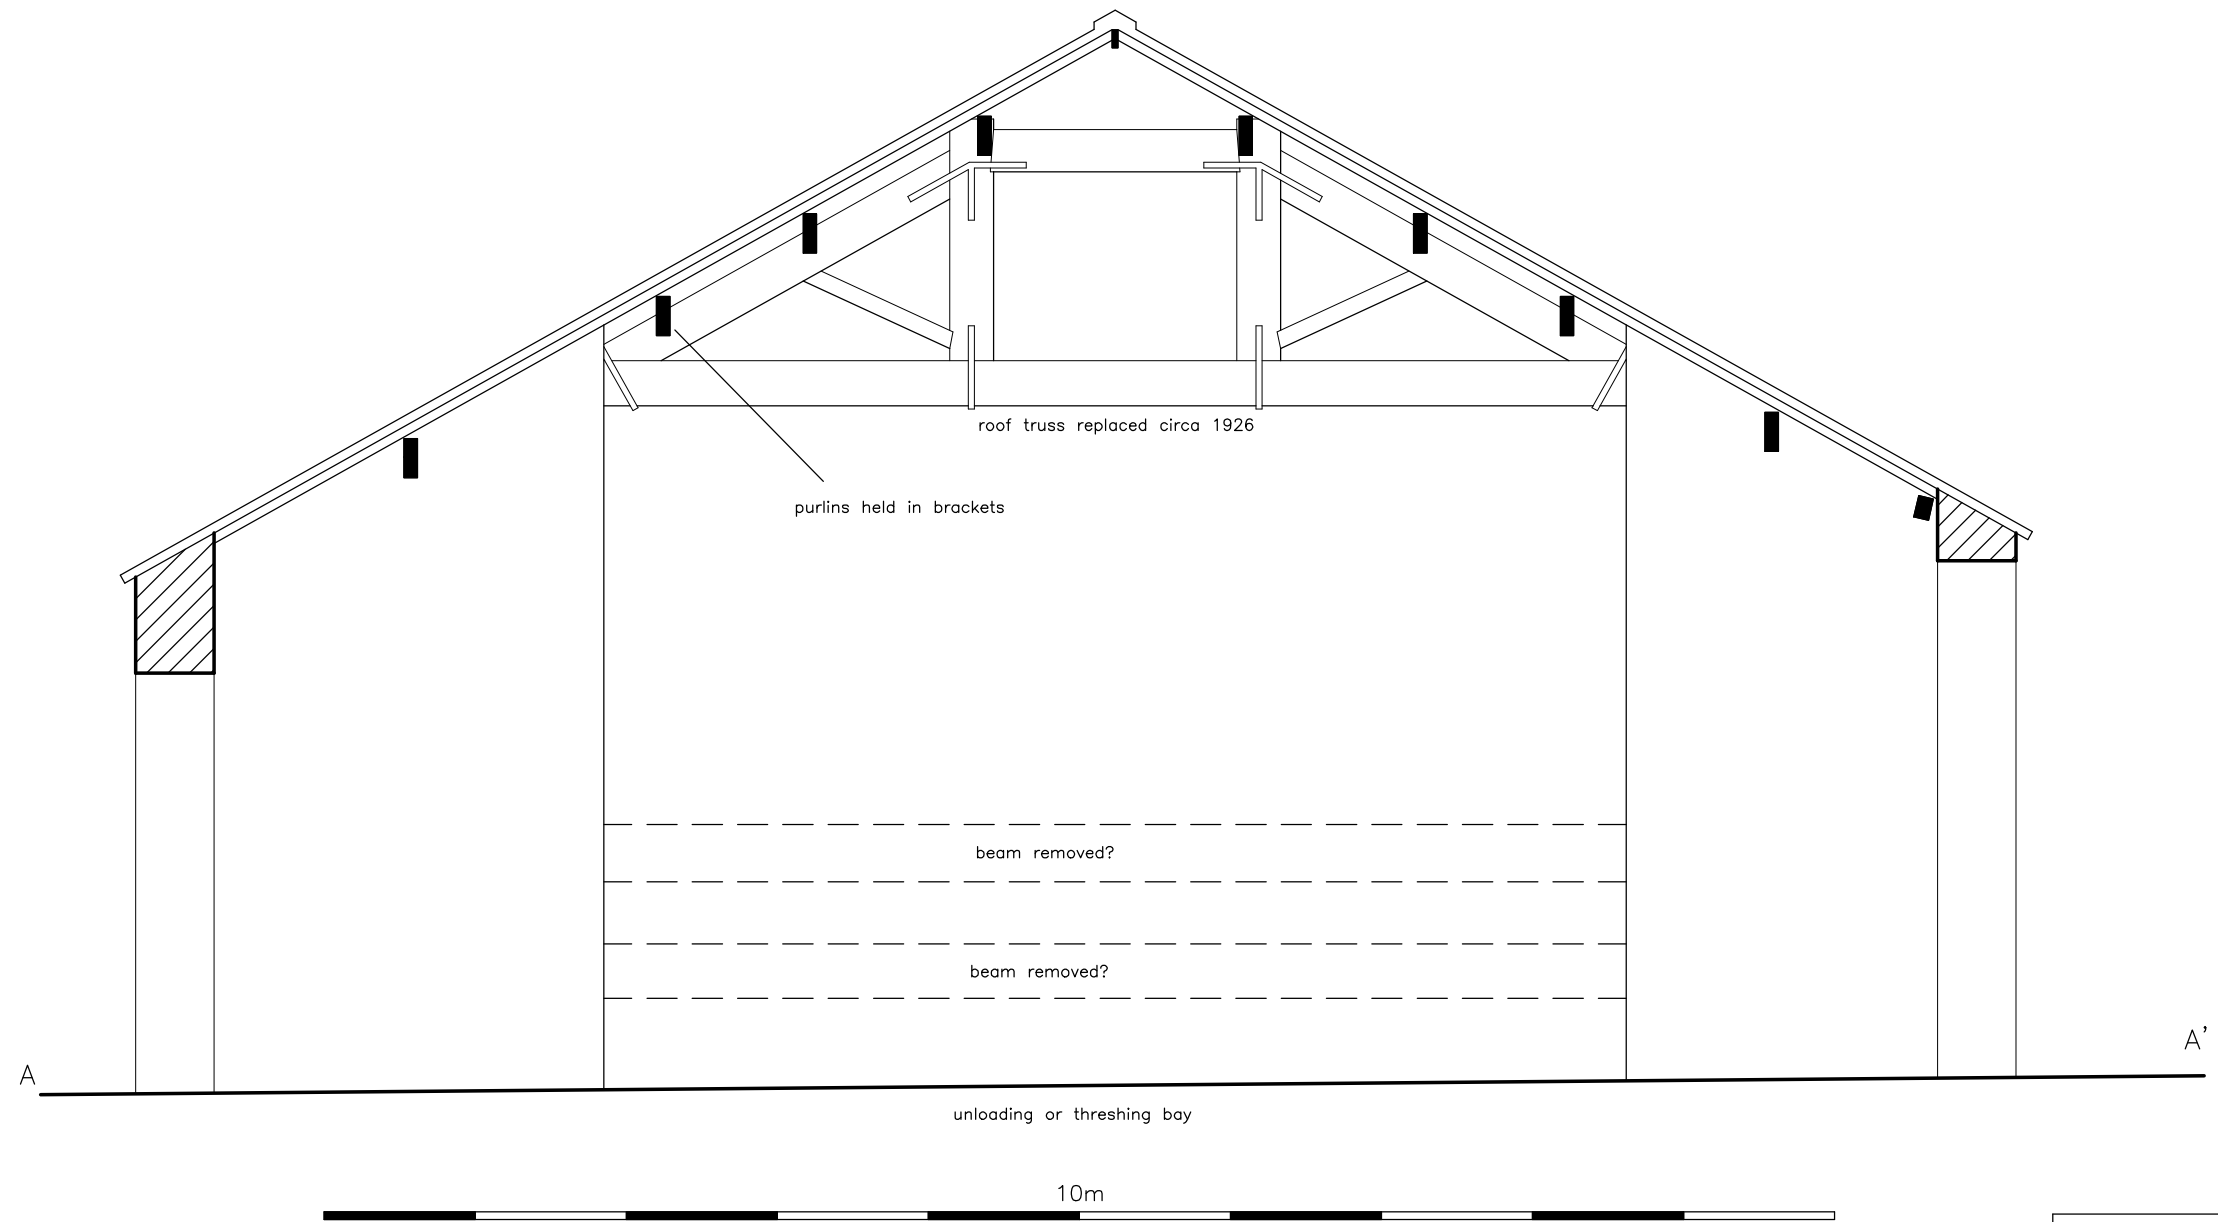 roof truss replaced circa 1926
purlins held in brackets
beam removed?
beam removed?
A'
A
unloading or threshing bay
10m